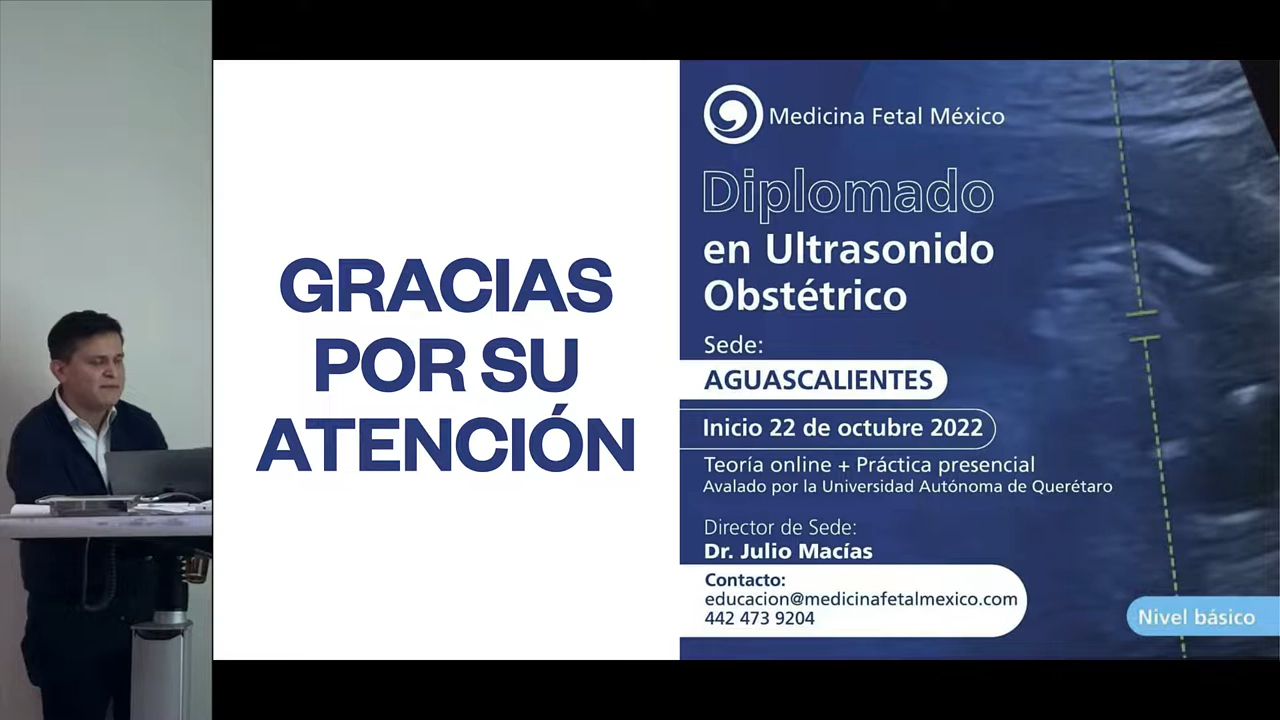 GRACIAS
POR SU
ATENCIÓN
Medicina Fetal México
Diplomado
en Ultrasonido
Obstétrico
Sede:
AGUASCALIENTES
Inicio 22 de octubre 2022
Teoría online + Práctica presencial
Avalado por la Universidad Autónoma de Querétaro
Director de Sede:
Dr. Julio Macías
Contacto:
educacion@medicinafetalmexico.com
442 473 9204
Nivel básico